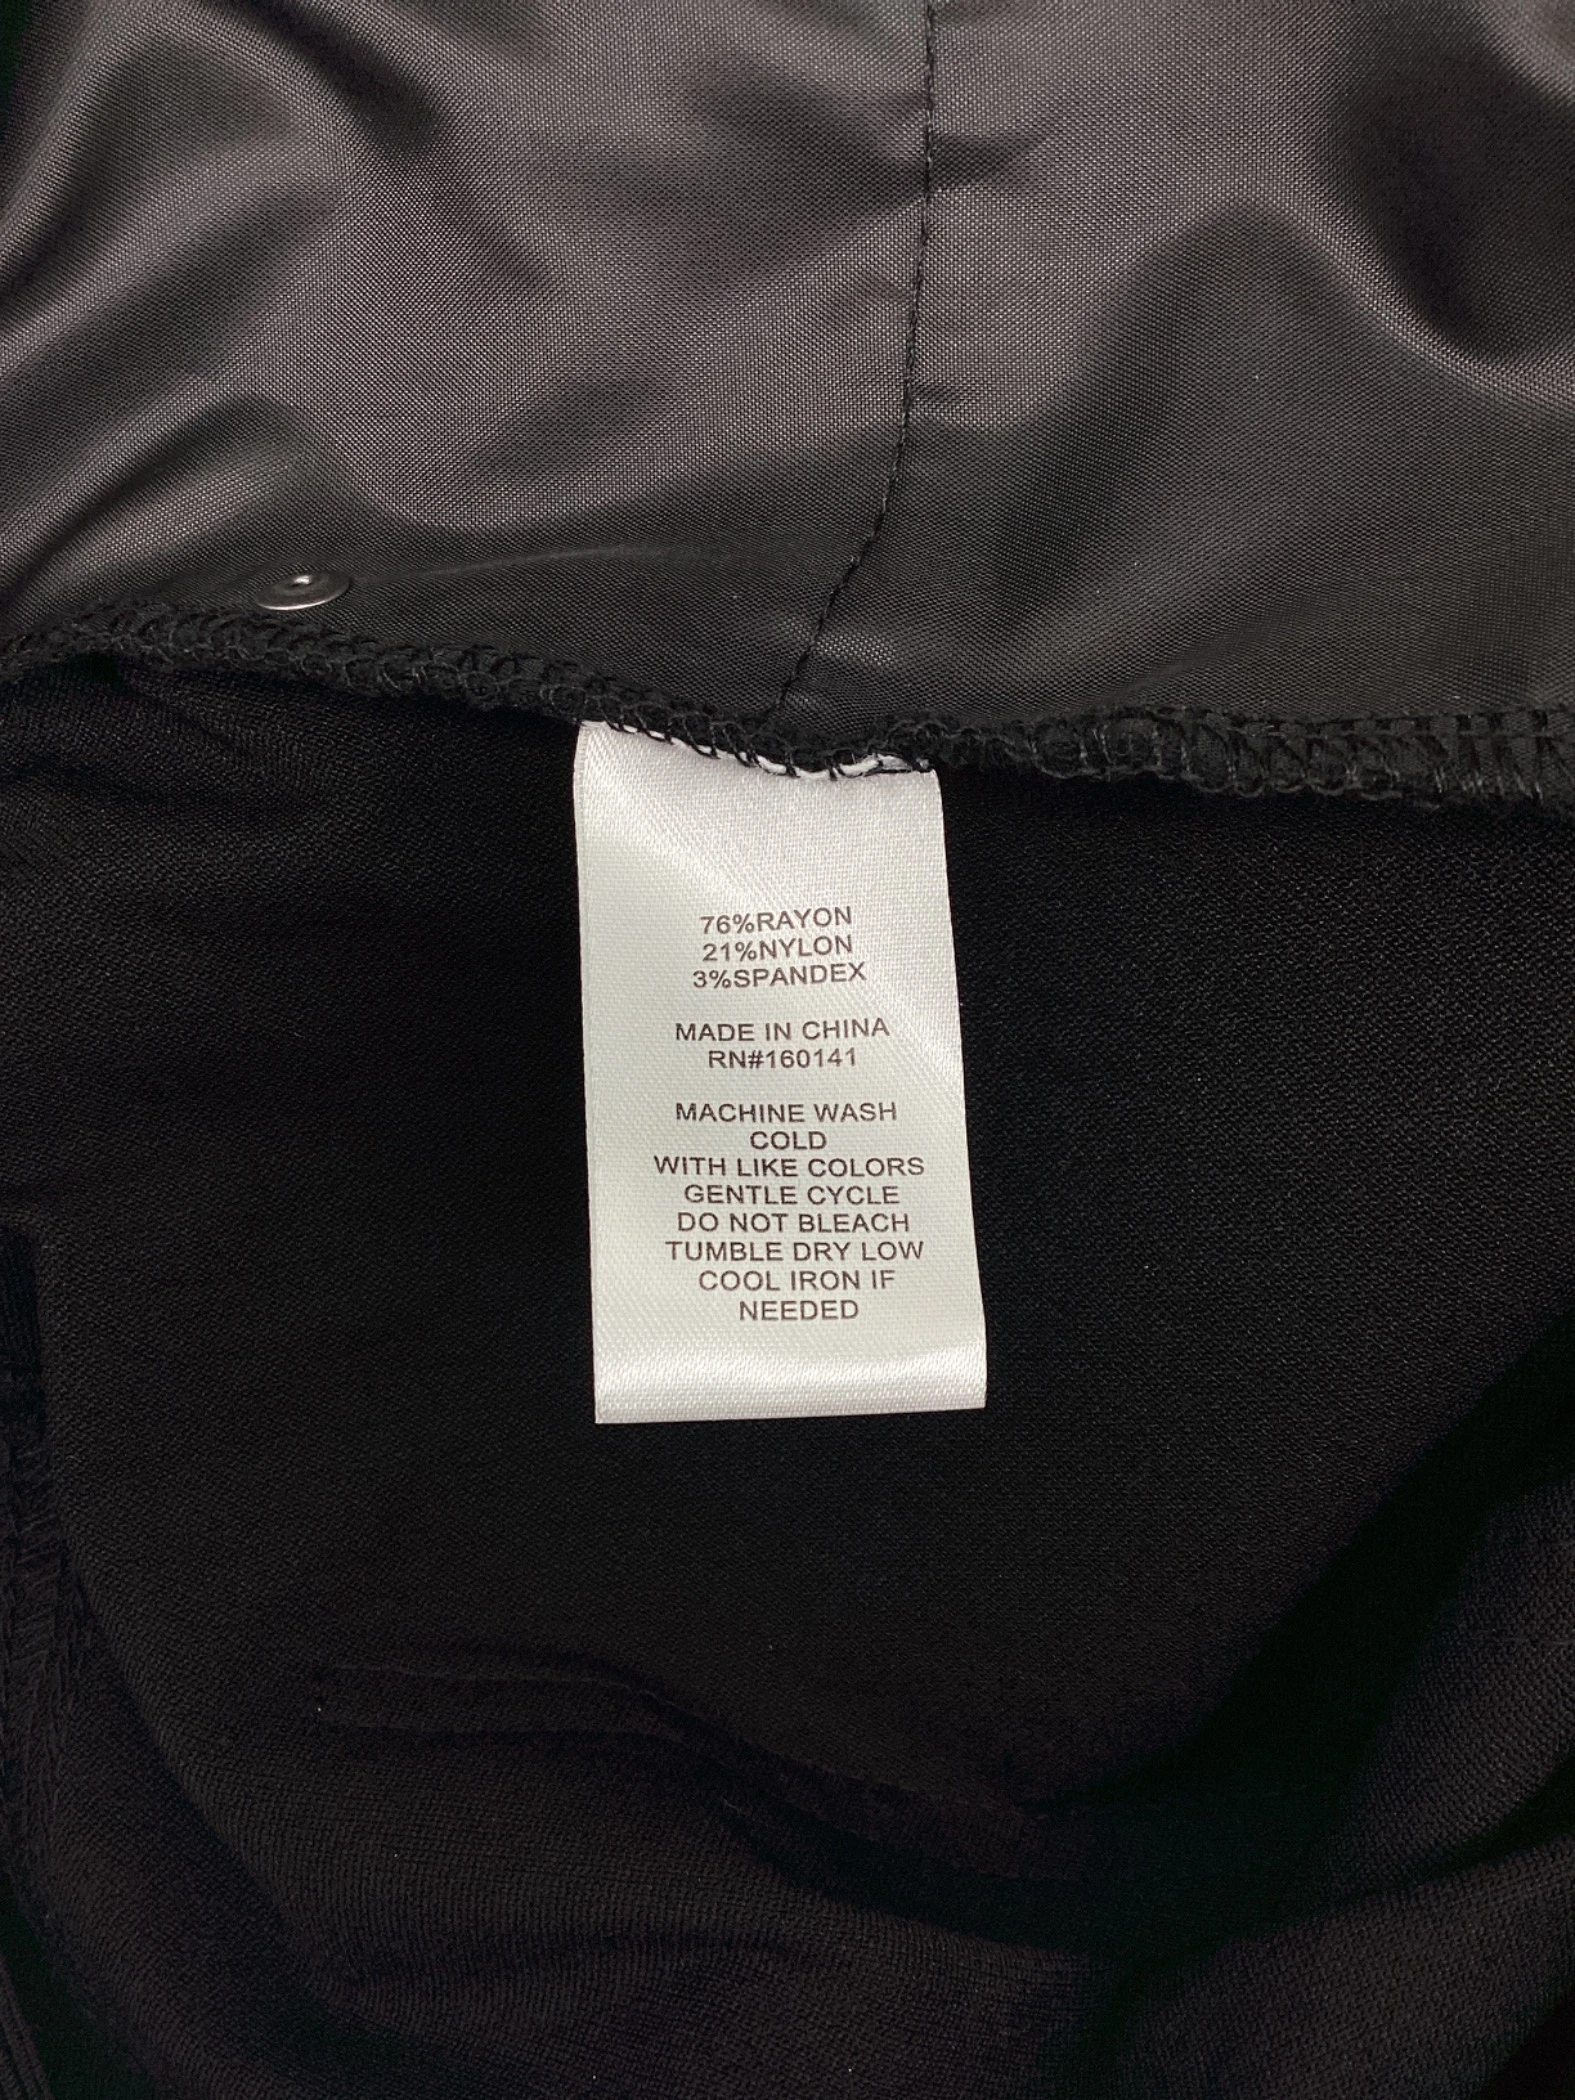 76%RAYON
21%NYLON
3%SPANDEX
MADE IN CHINA
RN#160141
MACHINE WASH
COLD
WITH LIKE COLORS
GENTLE CYCLE
DO NOT BLEACH
TUMBLE DRY LOW
COOL IRON IF
NEEDED